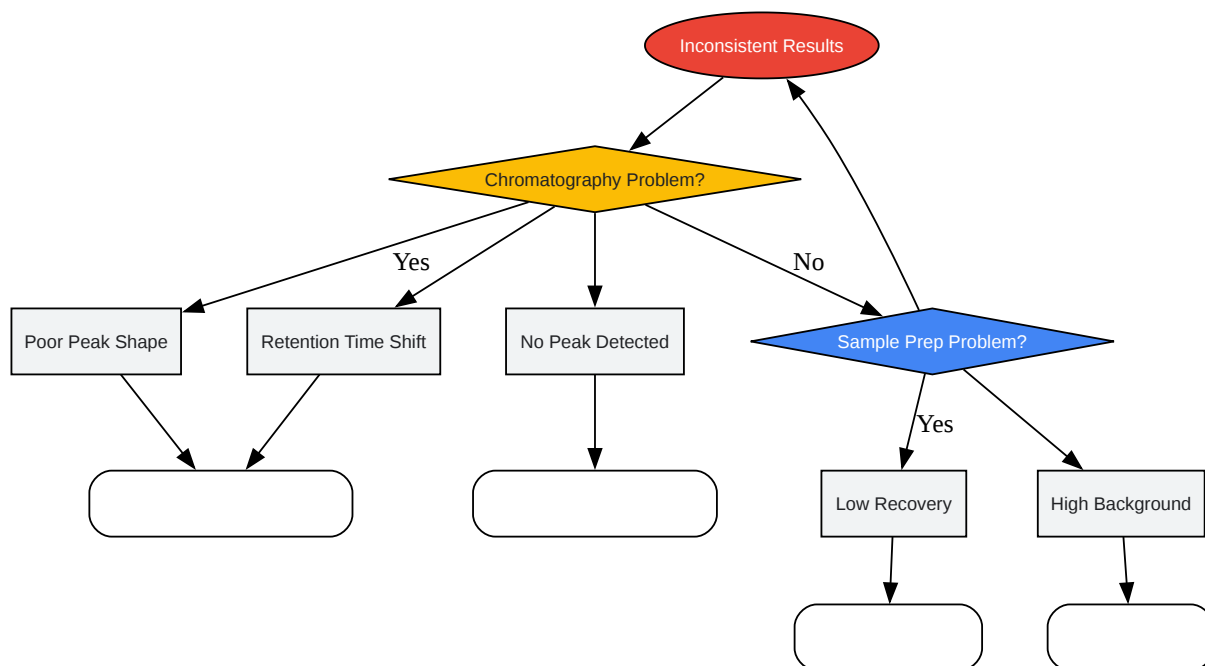 Inconsistent Results
Chromatography Problem?
Yes
No
Poor Peak Shape
Retention Time Shift
No Peak Detected
Sample Prep Problem?
Yes
Low Recovery
High Background